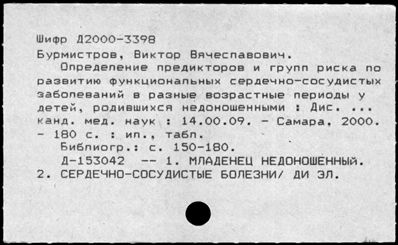 Шифр Д2000-3398
Бурмистров, Виктор Вячеславович.
Определение предикторов и групп риска по
развитию функциональных сердечно-сосудистых
заболеваний в разные возрастные периоды у
детей, родившихся недоношенными : Дис. ...
канд. мед. наук : 14.00.09. - Самара, 2000.
- 180 с. : ил., табл.
Библиогр.: с. 150-180.
Д-153042 -- 1. МЛАДЕНЕЦ НЕДОНОШЕННЫЙ.
2. СЕРДЕЧНО-СОСУДИСТЫЕ БОЛЕЗНИ/ ДИ ЭЛ.